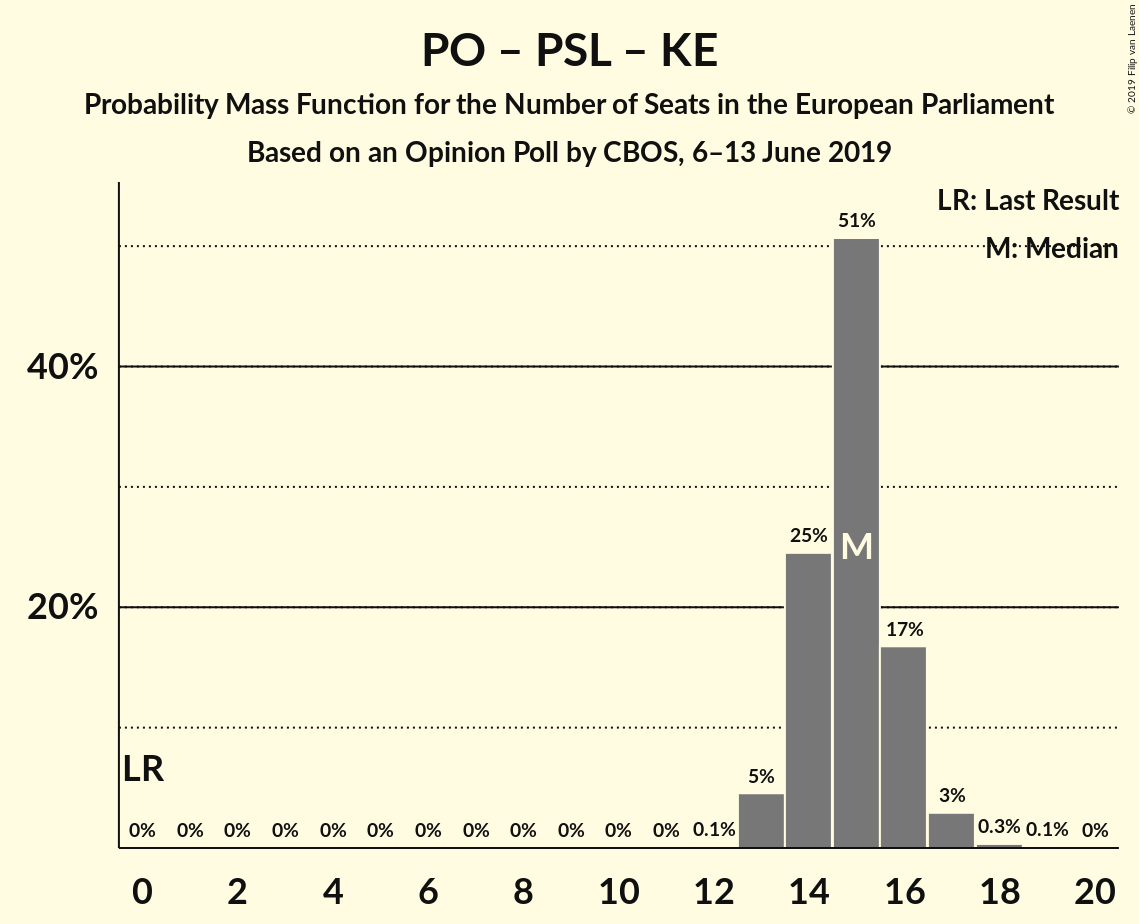 PO – PSL – KE
Probability Mass Function for the Number of Seats in the European Parliament
Based on an Opinion Poll by CBOS, 6–13 June 2019
© 2019 Filip van Laenen
LR: Last Result
M: Median
51%
40%
25%
M
20%
17%
LR
5%
3%
0% 0% 0% 0% 0% 0% 0% 0% 0% 0% 0% 0% 0.1% 0.3% 0.1% 0%
0 2 4 6 8 10 12 14 16 18 20